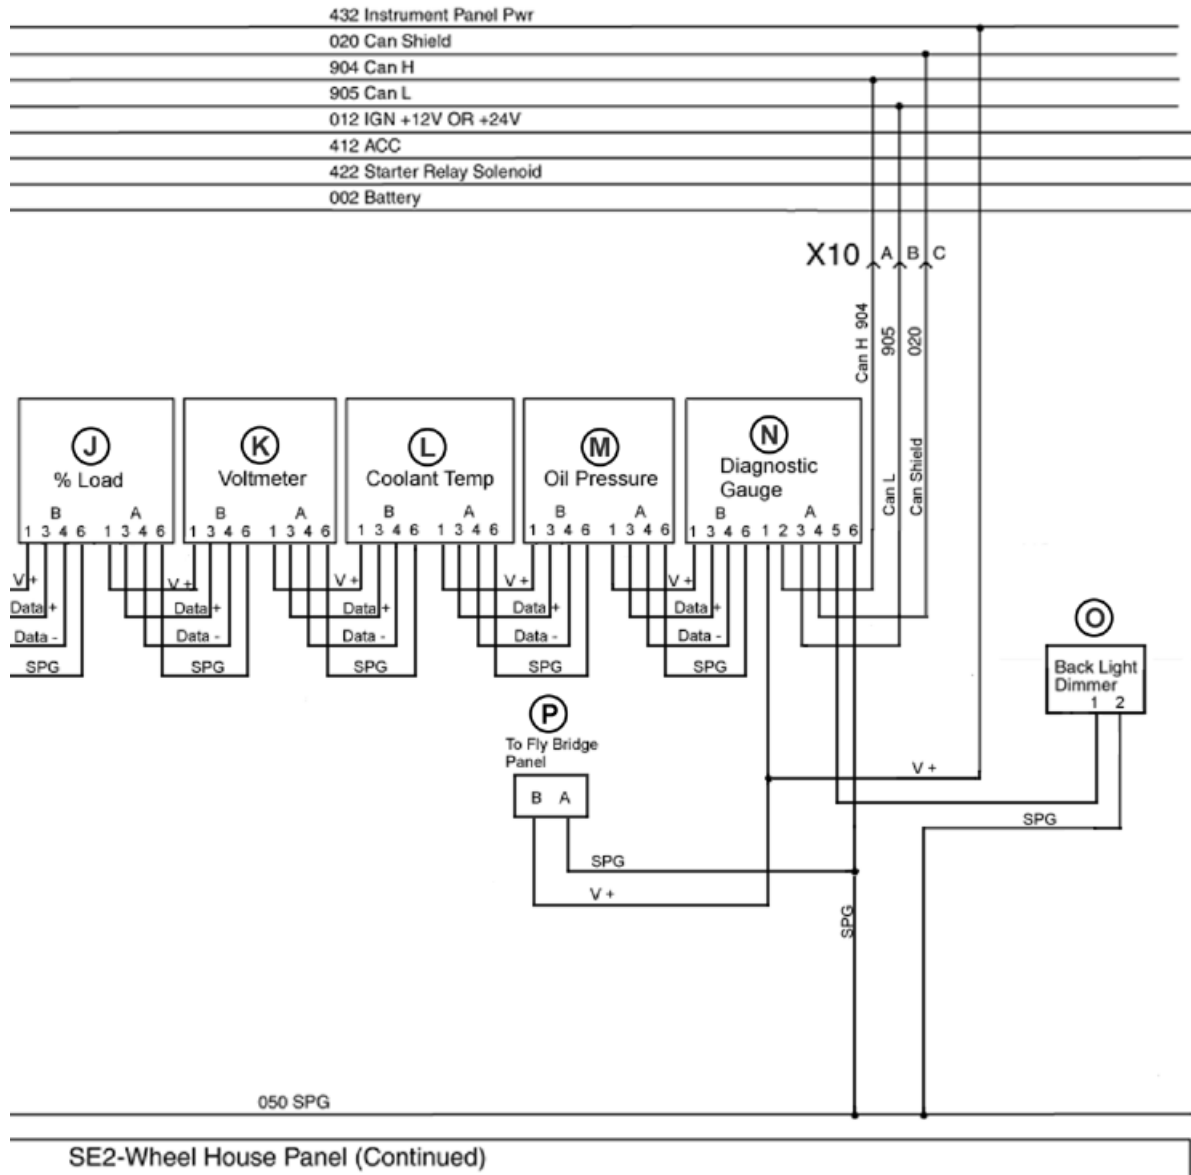 432 Instrument Panel Pwr
020 Can Shield
904 Can H
905 Can L
012 IGN +12V OR +24V
412 ACC
422 Starter Relay Solenoid
002 Battery
X10 A B C
Can H 904
905
020
Can L
Can Shield
J
% Load
B A
1 3 4 6 1 3 4 6
K
Voltmeter
B A
1 3 4 6 1 3 4 6
L
Coolant Temp
B A
1 3 4 6 1 3 4 6
M
Oil Pressure
B A
1 3 4 6 1 3 4 6
N
Diagnostic
Gauge
B A
1 3 4 6 1 2 3 4 5 6
V + V + V + V + V +
Data + Data + Data + Data + Data +
Data - Data - Data - Data - Data -
SPG SPG SPG SPG SPG
O
Back Light
Dimmer
1 2
P
To Fly Bridge
Panel
B A
V +
SPG
SPG
V +
SPG
050 SPG
SE2-Wheel House Panel (Continued)